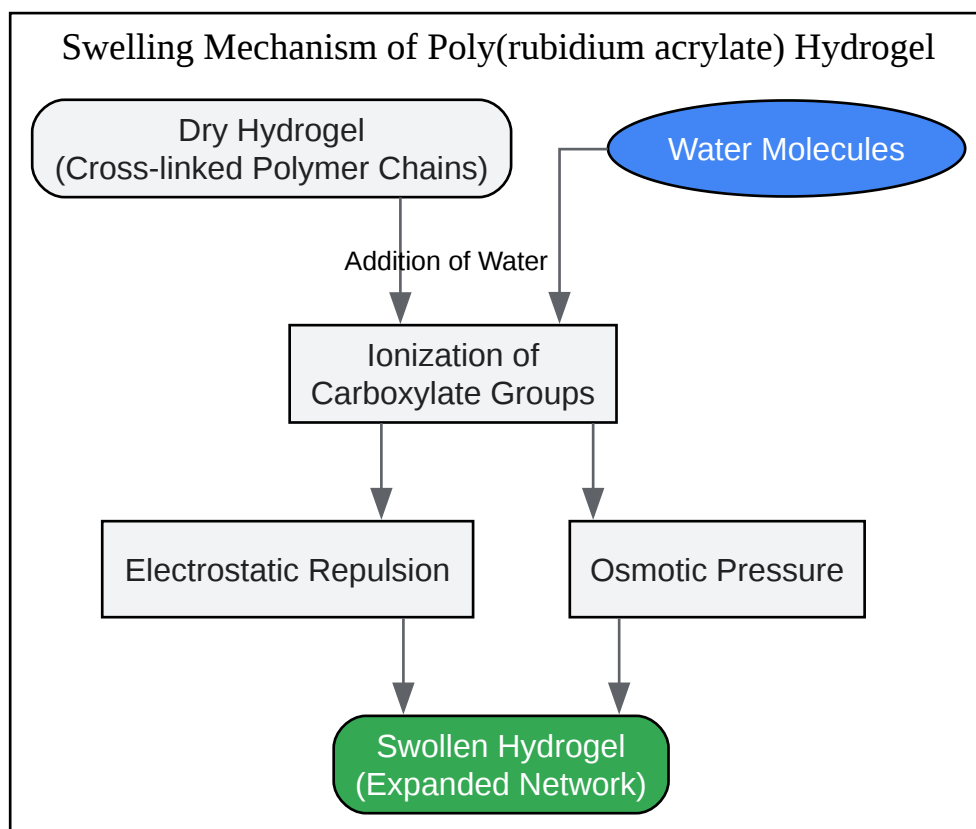 Swelling Mechanism of Poly(rubidium acrylate) Hydrogel
Dry Hydrogel
(Cross-linked Polymer Chains)
Water Molecules
Addition of Water
Ionization of
Carboxylate Groups
Electrostatic Repulsion
Osmotic Pressure
Swollen Hydrogel
(Expanded Network)